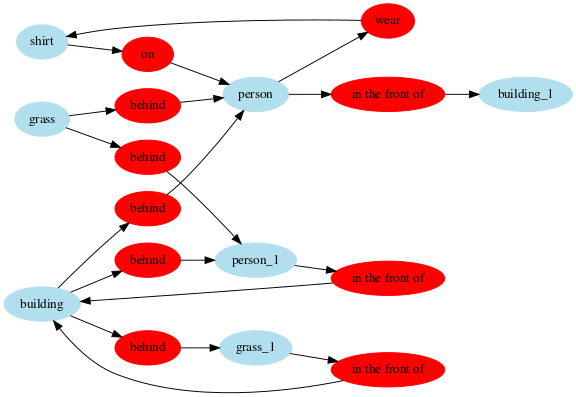 wear
shirt
on
behind
person
in the front of
building_1
grass
behind
behind
behind
person_1
in the front of
building
behind
grass_1
in the front of